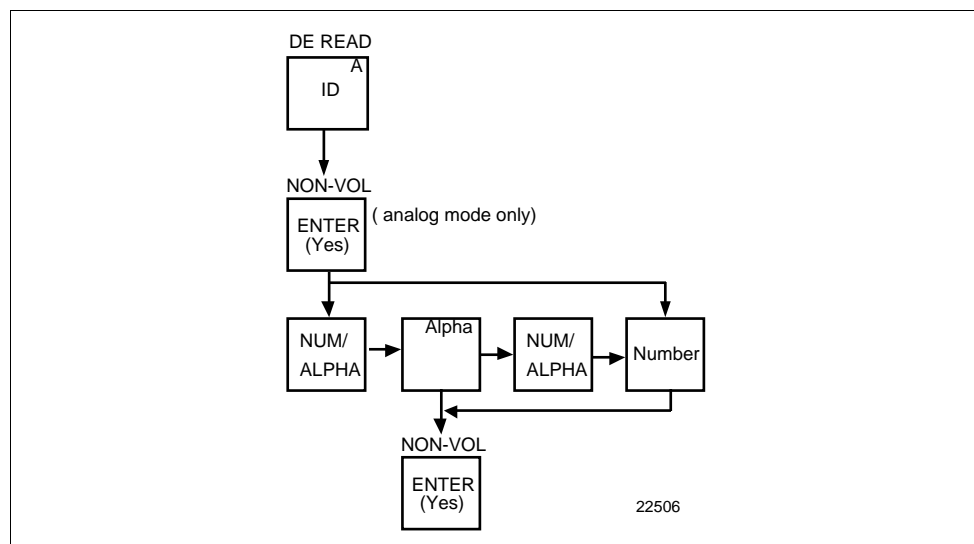 DE READ
A
ID
NON-VOL
ENTER
(Yes)
( analog mode only)
NUM/
ALPHA
Alpha
NUM/
ALPHA
Number
NON-VOL
ENTER
(Yes)
22506